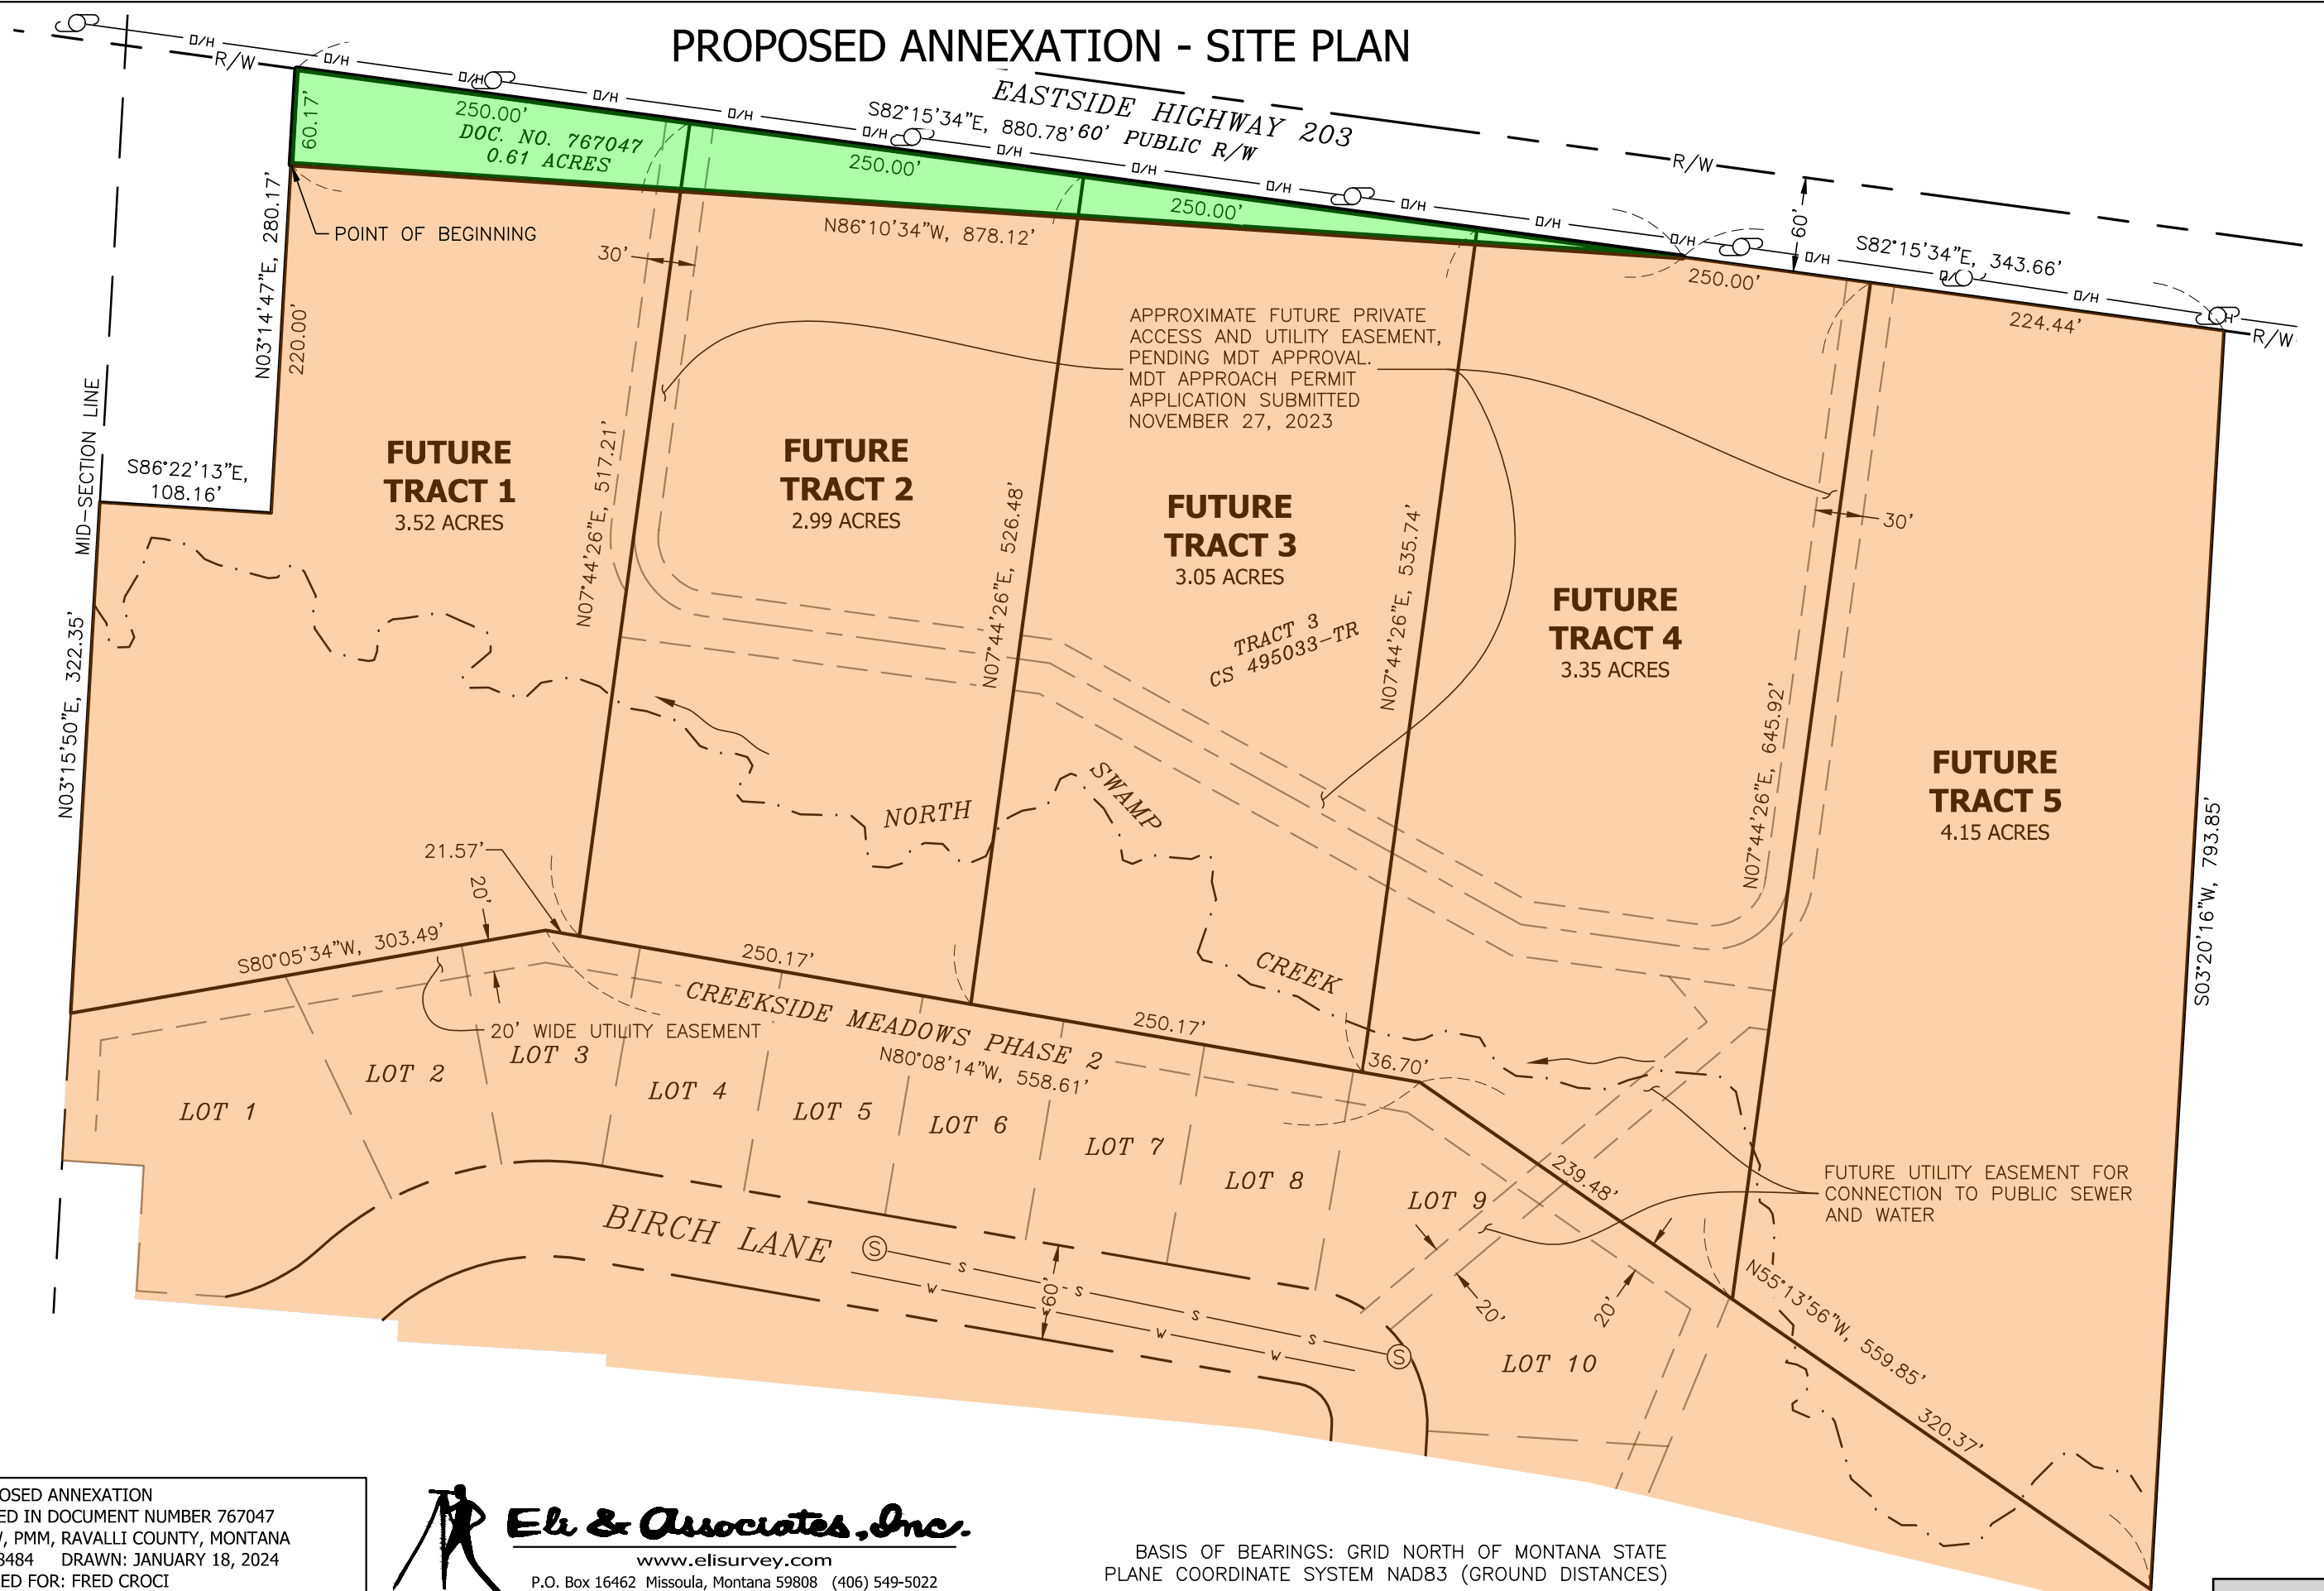 PROPOSED ANNEXATION - SITE PLAN
O/H
R/W
O/H
O/H
O/H
O/H
O/H
O/H
O/H
O/H
O/H
O/H
O/H
O/H
O/H
O/H
H
R/W
R/W
EASTSIDE HIGHWAY 203
S82°15'34"E, 880.78'
60' PUBLIC R/W
60'
S82°15'34"E, 343.66'
60.17'
250.00'
DOC. NO. 767047
0.61 ACRES
250.00'
250.00'
250.00'
224.44'
N86°10'34"W, 878.12'
POINT OF BEGINNING
30'
N03°14'47"E, 280.17'
220.00'
MID-SECTION LINE
S86°22'13"E,
108.16'
APPROXIMATE FUTURE PRIVATE
ACCESS AND UTILITY EASEMENT,
PENDING MDT APPROVAL.
MDT APPROACH PERMIT
APPLICATION SUBMITTED
NOVEMBER 27, 2023
FUTURE
TRACT 1
3.52 ACRES
N07°44'26"E, 517.21'
FUTURE
TRACT 2
2.99 ACRES
N07°44'26"E, 526.48'
FUTURE
TRACT 3
3.05 ACRES
TRACT 3
CS 495033-TR
N07°44'26"E, 535.74'
FUTURE
TRACT 4
3.35 ACRES
30'
N07°44'26"E, 645.92'
FUTURE
TRACT 5
4.15 ACRES
S03°20'16"W, 793.85'
N03°15'50"E, 322.35'
NORTH
SWAMP
CREEK
21.57'
20'
S80°05'34"W, 303.49'
250.17'
CREEKSIDE MEADOWS PHASE 2
N80°08'14"W, 558.61'
250.17'
36.70'
20' WIDE UTILITY EASEMENT
LOT 1
LOT 2
LOT 3
LOT 4
LOT 5
LOT 6
LOT 7
LOT 8
LOT 9
LOT 10
239.48'
FUTURE UTILITY EASEMENT FOR
CONNECTION TO PUBLIC SEWER
AND WATER
BIRCH LANE
S
S
S
S
S
S
W
W
W
W
60'
20'
20'
N55°13'56"W, 559.85'
320.37'
OSED ANNEXATION
ED IN DOCUMENT NUMBER 767047
, PMM, RAVALLI COUNTY, MONTANA
8484 DRAWN: JANUARY 18, 2024
ED FOR: FRED CROCI
Eli & Associates, Inc.
www.elisurvey.com
P.O. Box 16462 Missoula, Montana 59808 (406) 549-5022
BASIS OF BEARINGS: GRID NORTH OF MONTANA STATE
PLANE COORDINATE SYSTEM NAD83 (GROUND DISTANCES)